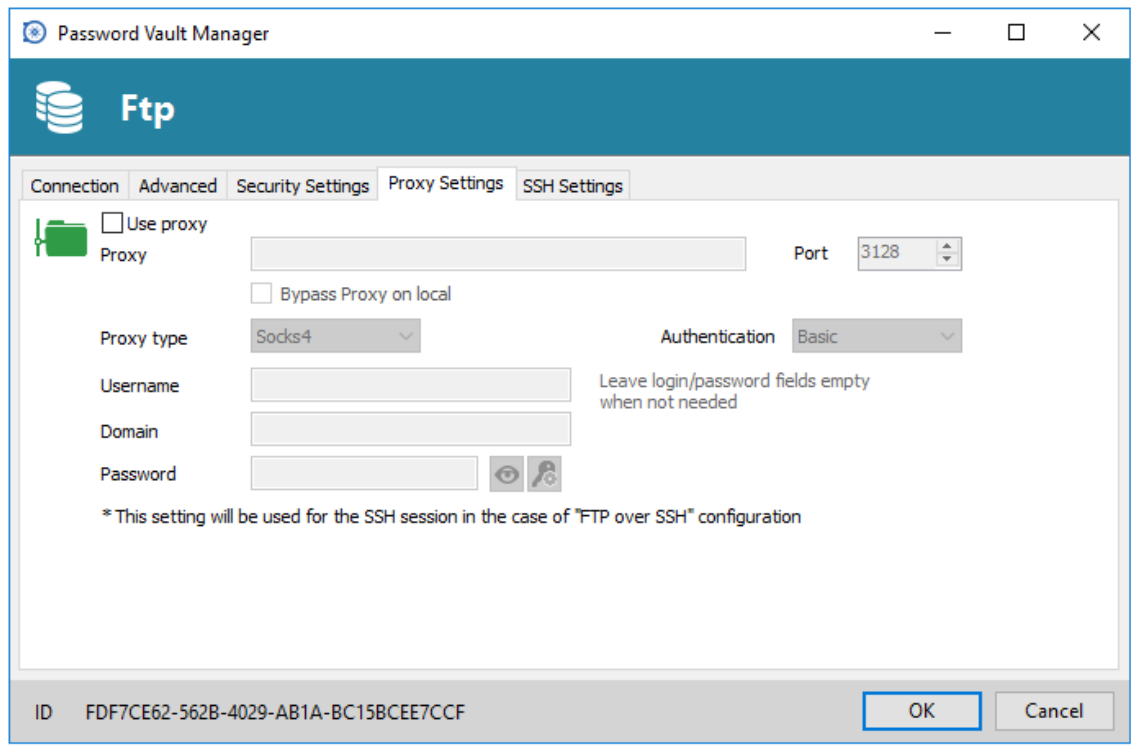 Password Vault Manager
Ftp
Connection Advanced Security Settings Proxy Settings SSH Settings
Use proxy
Proxy Port 3128
Bypass Proxy on local
Proxy type Socks4 Authentication Basic
Username Leave login/password fields empty
when not needed
Domain
Password
* This setting will be used for the SSH session in the case of "FTP over SSH" configuration
ID FDF7CE62-562B-4029-AB1A-BC15BCEE7CCF OK Cancel